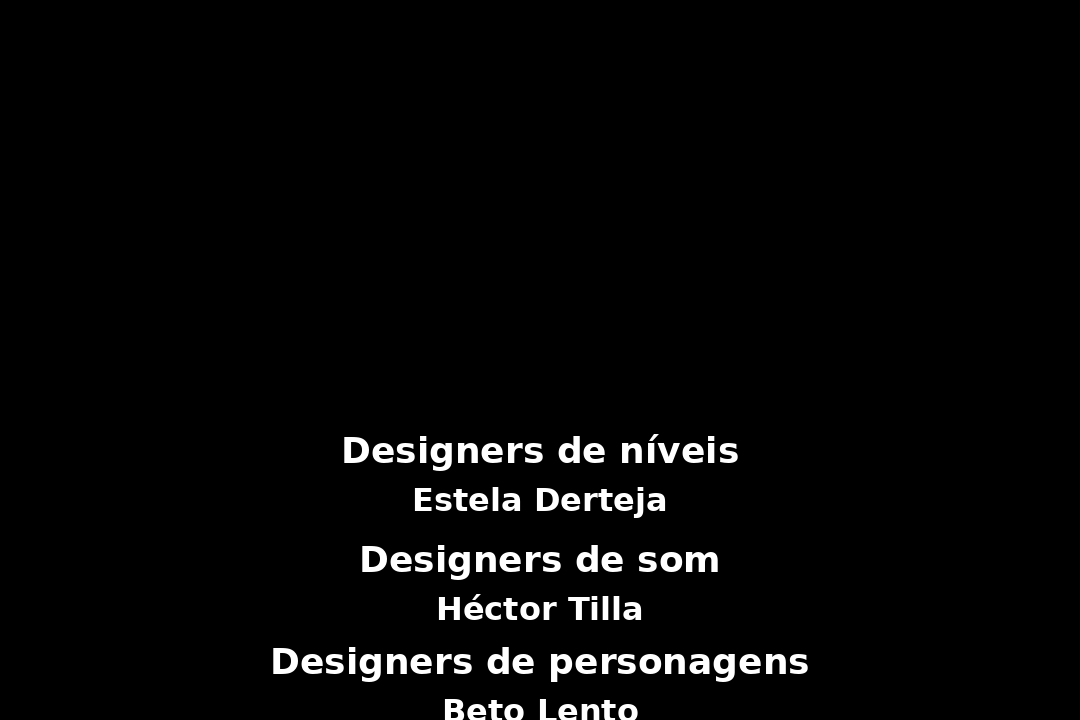 Designers de níveis
Estela Derteja
Designers de som
Héctor Tilla
Designers de personagens
Beto Lento